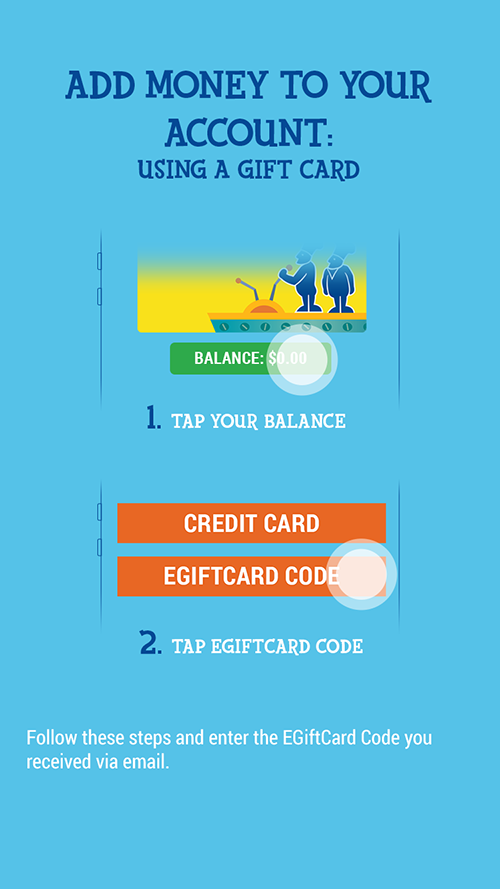 ADD MONEY TO YOUR
ACCOUNT:
USING A GIFT CARD
BALANCE: $0.00
1. TAP YOUR BALANCE
CREDIT CARD
EGIFTCARD CODE
2. TAP EGIFTCARD CODE
Follow these steps and enter the EGiftCard Code you
received via email.